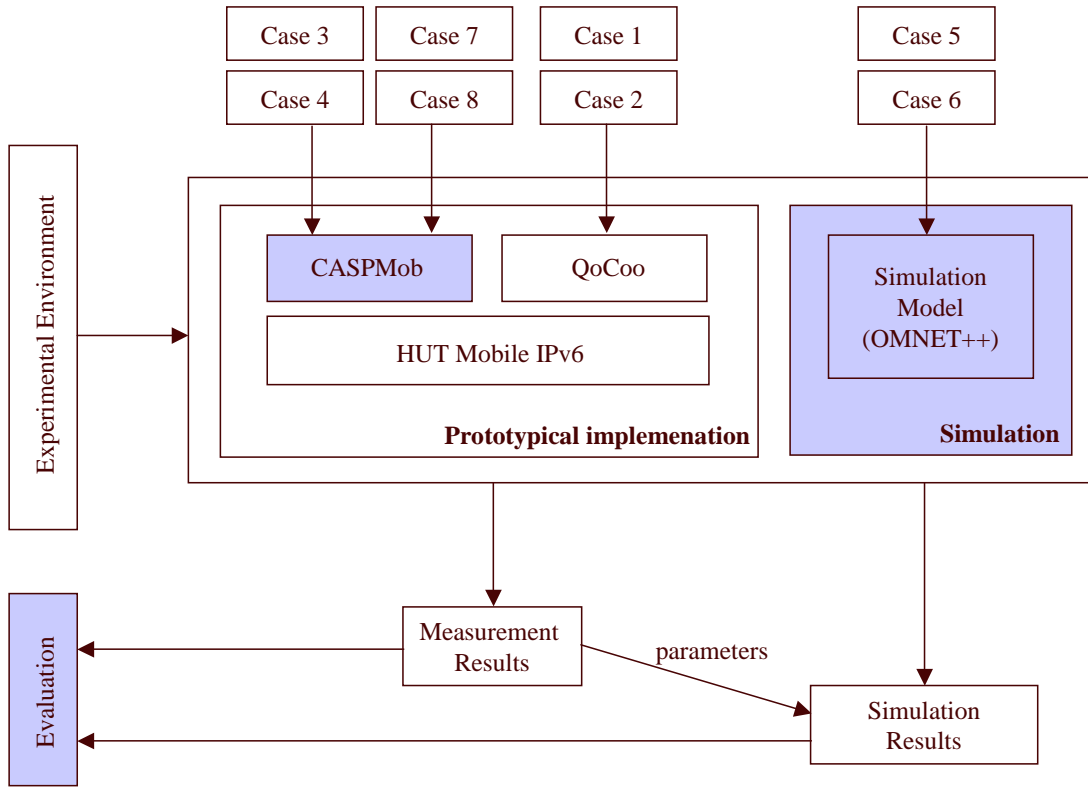 Case 3
Case 7
Case 1
Case 5
Case 4
Case 8
Case 2
Case 6
Experimental Environment
CASPMob
QoCoo
Simulation
Model
(OMNET++)
HUT Mobile IPv6
Prototypical implemenation
Simulation
Evaluation
Measurement
Results
parameters
Simulation
Results